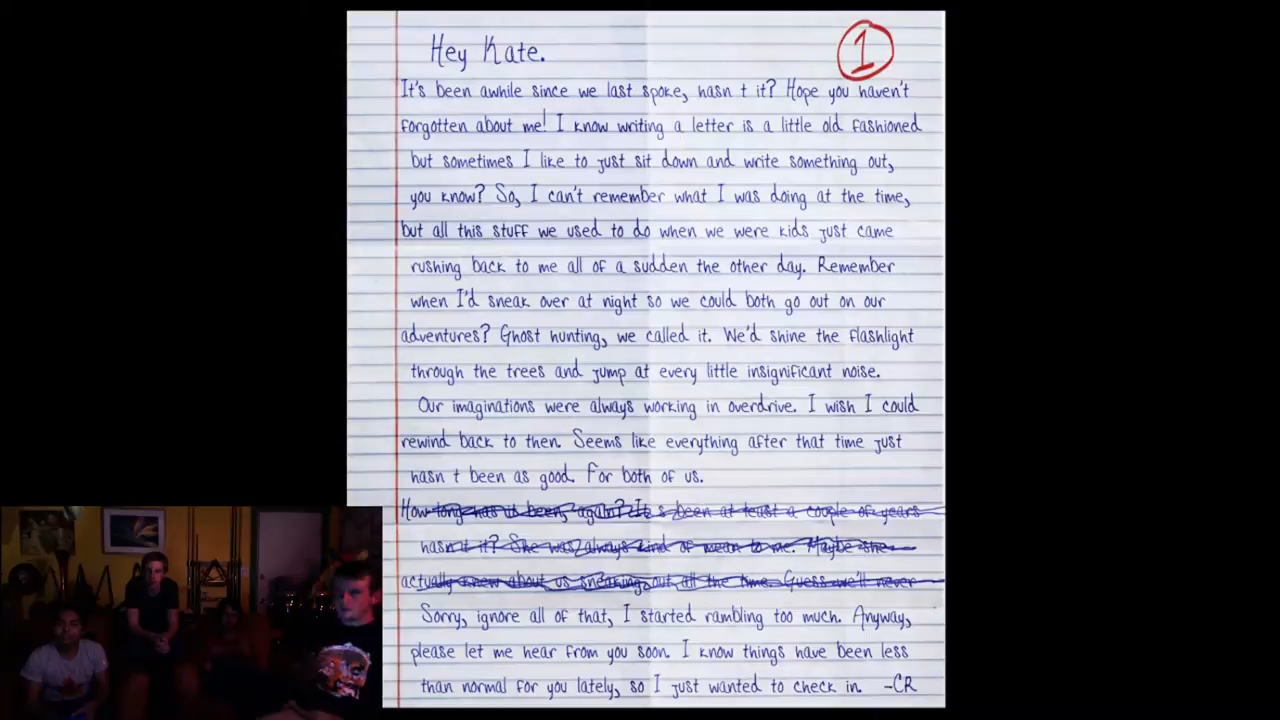 Hey Kate.
1
It's been awhile since we last spoke, hasn t it? Hope you haven't
forgotten about me! I know writing a letter is a little old fashioned
but sometimes I like to just sit down and write something out,
you know? So, I can't remember what I was doing at the time,
but all this stuff we used to do when we were kids just came
rushing back to me all of a sudden the other day. Remember
when I'd sneak over at night so we could both go out on our
adventures? Ghost hunting, we called it. We'd shine the flashlight
through the trees and jump at every little insignificant noise.
Our imaginations were always working in overdrive. I wish I could
rewind back to then. Seems like everything after that time just
hasn t been as good. For both of us.
How long has it been, again? It s been at least a couple of years
hasn t it? She was always kind of mean to me. Maybe she
actually knew about us sneaking out all the time. Guess we'll never
Sorry, ignore all of that, I started rambling too much. Anyway,
please let me hear from you soon. I know things have been less
than normal for you lately, so I just wanted to check in. -CR